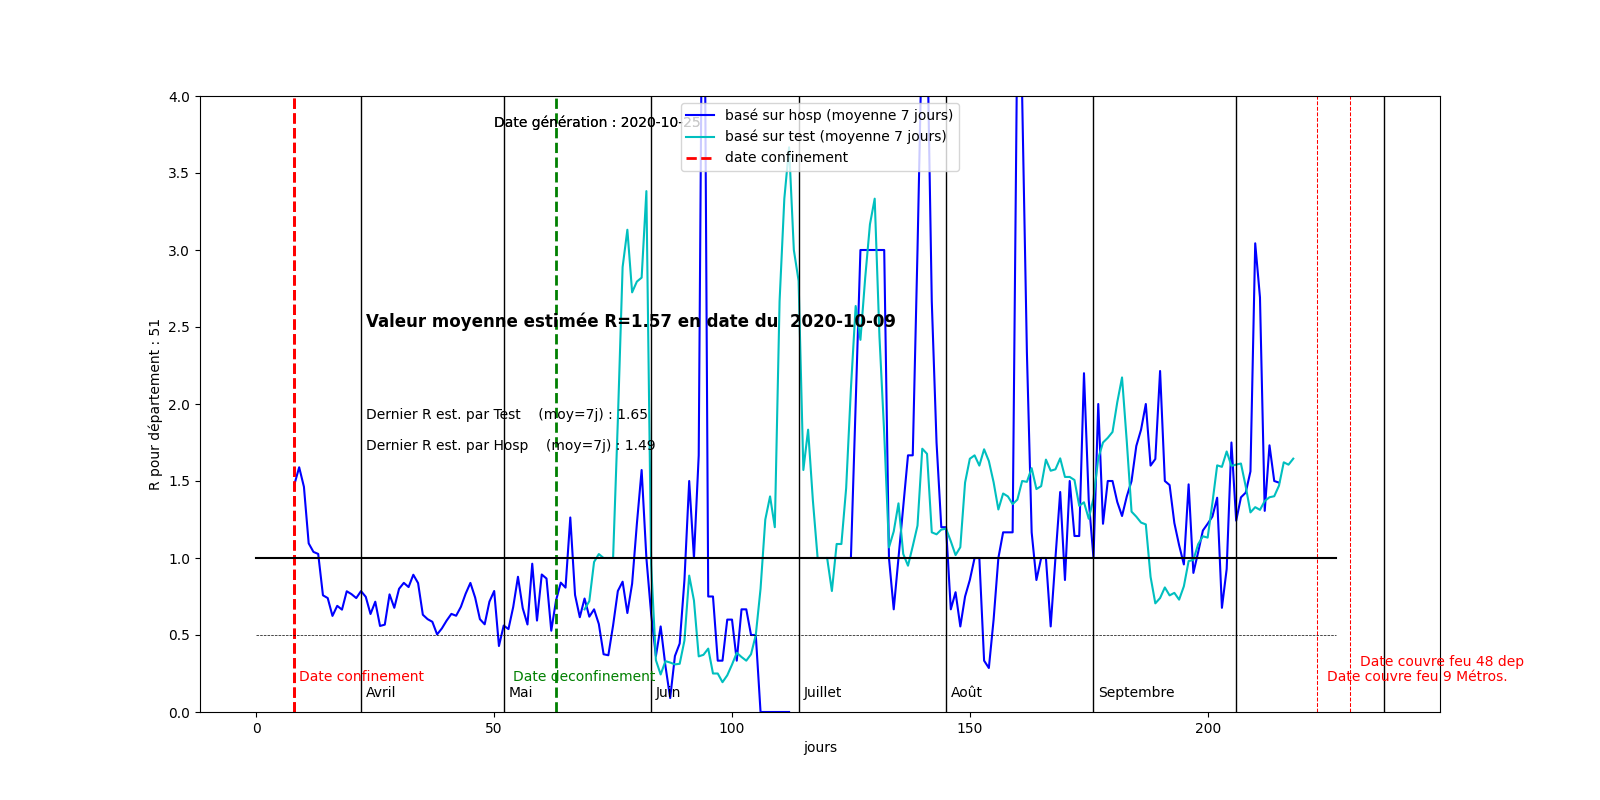 4.0
3.5
3.0
2.5
2.0
1.5
1.0
0.5
0.0
R pour département : 51
Date génération : 2020-10-25
basé sur hosp (moyenne 7 jours)
basé sur test (moyenne 7 jours)
date confinement
Valeur moyenne estimée R=1.57 en date du  2020-10-09
Dernier R est. par Test    (moy=7j) : 1.65
Dernier R est. par Hosp    (moy=7j) : 1.49
Date couvre feu 48 dep
Date confinement
Date deconfinement
Date couvre feu 9 Métros.
Avril
Mai
Juin
Juillet
Août
Septembre
0
50
100
150
200
jours